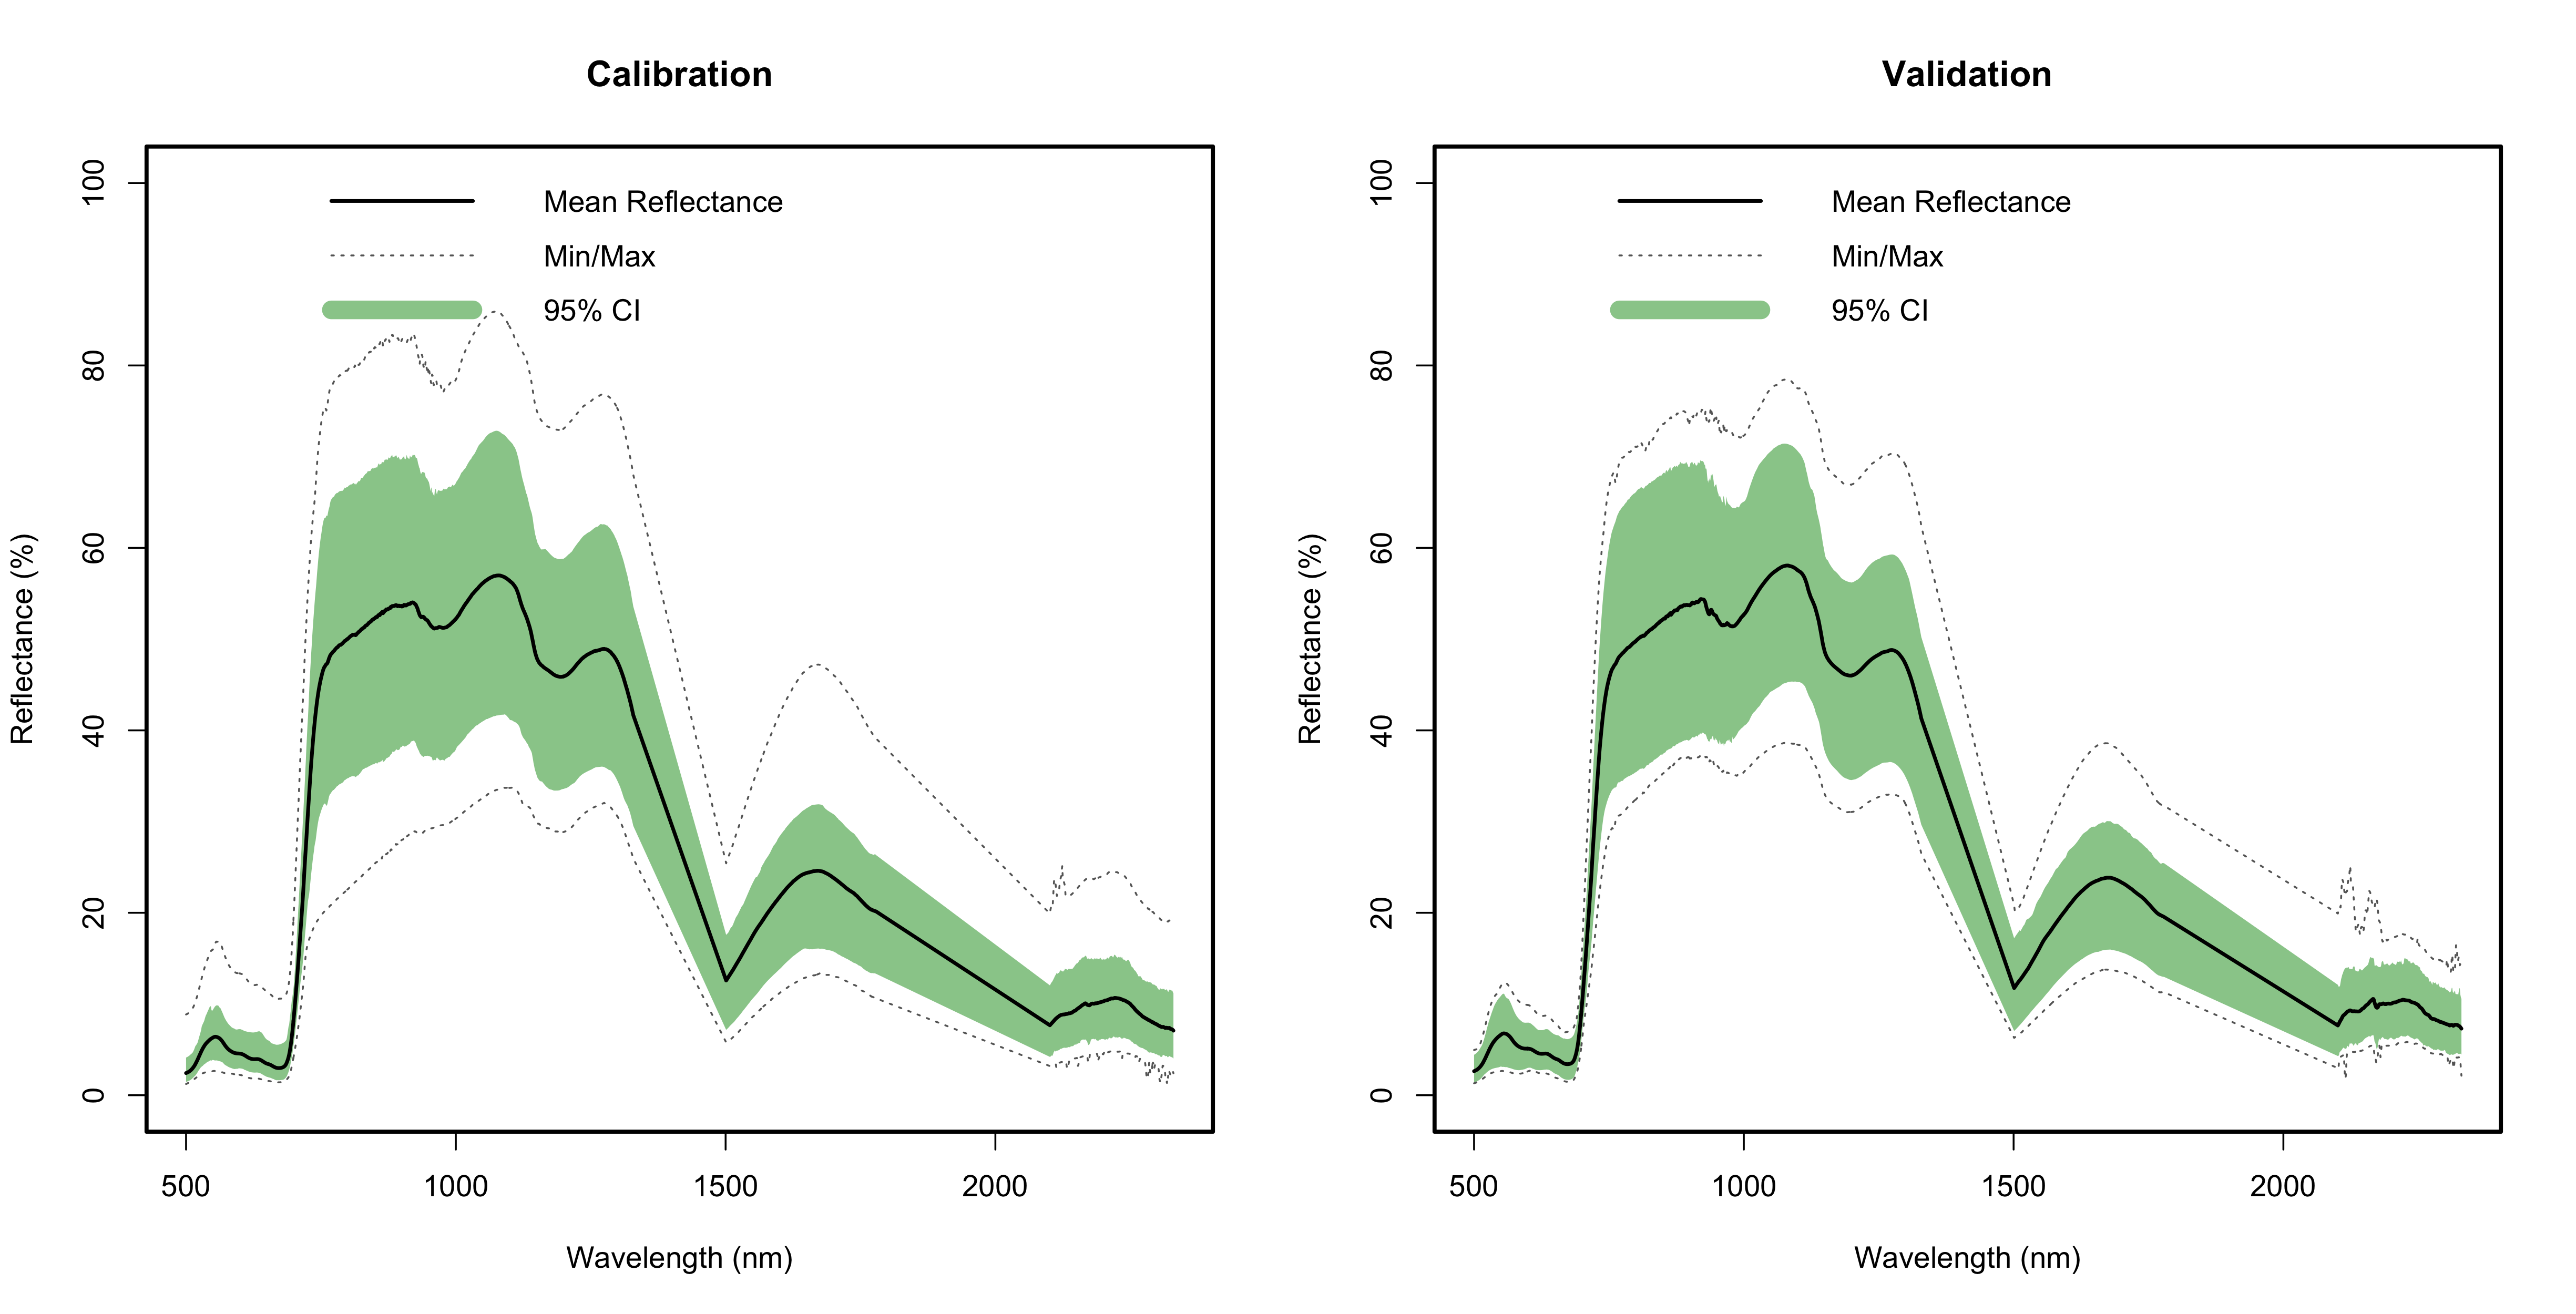 Calibration
Reflectance (%)
100
80
60
40
20
0
Mean Reflectance
Min/Max
95% CI
500 1000 1500 2000
Wavelength (nm)
Validation
Reflectance (%)
100
80
60
40
20
0
Mean Reflectance
Min/Max
95% CI
500 1000 1500 2000
Wavelength (nm)